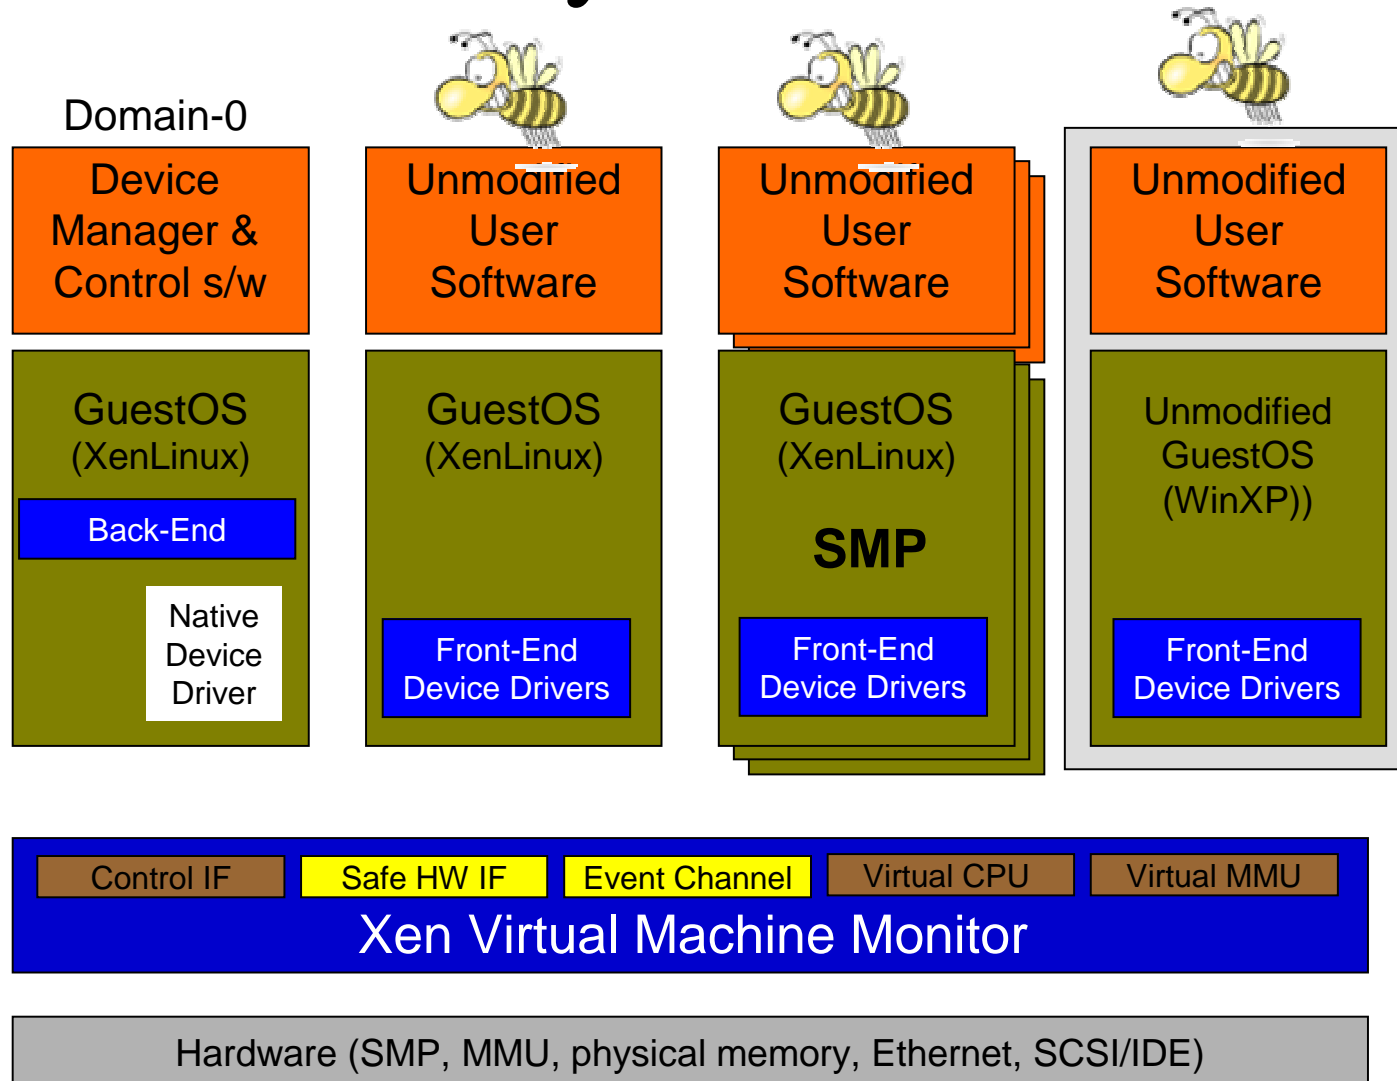 Domain-0
Device
Manager &
Control s/w
GuestOS
(XenLinux)
Back-End
Native
Device
Driver
Unmodified
User
Software
GuestOS
(XenLinux)
Front-End
Device Drivers
Unmodified
User
Software
GuestOS
(XenLinux)
SMP
Front-End
Device Drivers
Unmodified
User
Software
Unmodified
GuestOS
(WinXP))
Front-End
Device Drivers
Control IF
Safe HW IF
Event Channel
Virtual CPU
Virtual MMU
Xen Virtual Machine Monitor
Hardware (SMP, MMU, physical memory, Ethernet, SCSI/IDE)